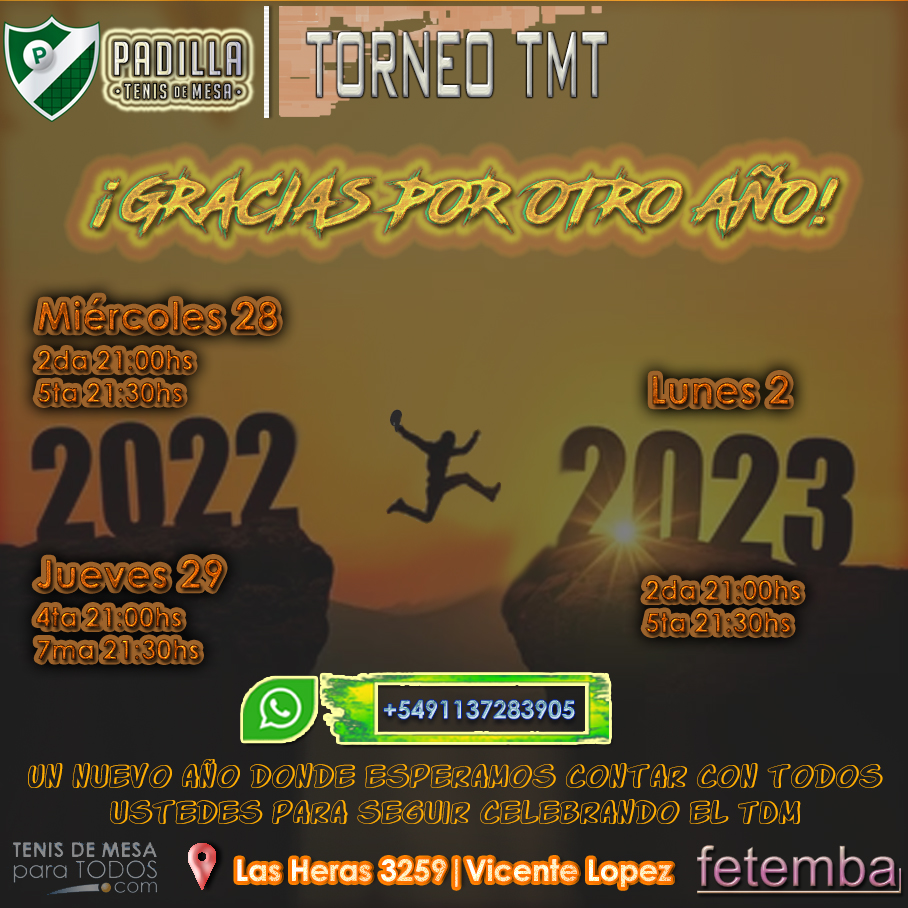 P
PADILLA
•TENIS DE MESA•
TORNEO TMT
¡GRACIAS POR OTRO AÑO!
Miércoles 28
2da 21:00hs
5ta 21:30hs
Lunes 2
2022
2023
Jueves 29
4ta 21:00hs
7ma 21:30hs
2da 21:00hs
5ta 21:30hs
+5491137283905
UN NUEVO AÑO DONDE ESPERAMOS CONTAR CON TODOS
USTEDES PARA SEGUIR CELEBRANDO EL TDM
TENIS DE MESA
para TODOS
.com
Las Heras 3259|Vicente Lopez
fetemba